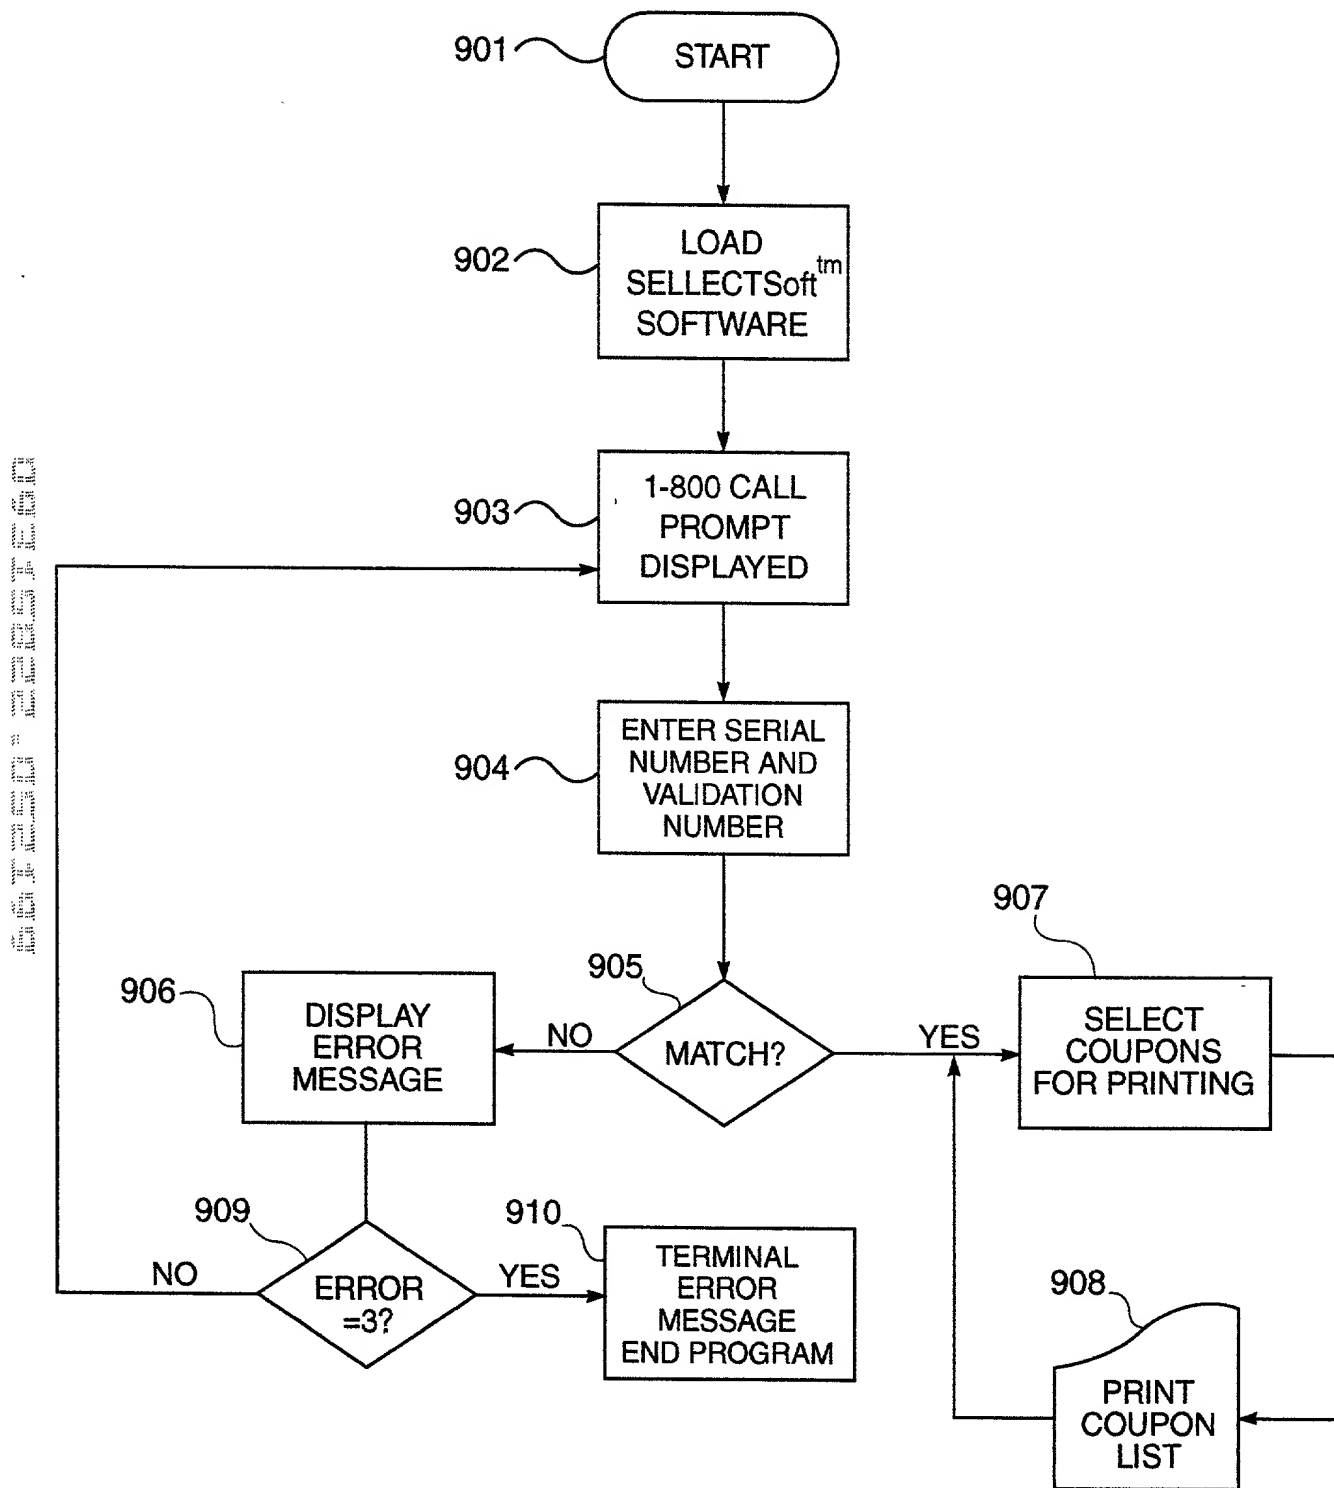 901
START
902
LOAD
SELLECTSoft tm
SOFTWARE
903
1-800 CALL
PROMPT
DISPLAYED
904
ENTER SERIAL
NUMBER AND
VALIDATION
NUMBER
905
MATCH?
NO
YES
906
DISPLAY
ERROR
MESSAGE
907
SELECT
COUPONS
FOR PRINTING
909
ERROR
=3?
NO
YES
910
TERMINAL
ERROR
MESSAGE
END PROGRAM
908
PRINT
COUPON
LIST